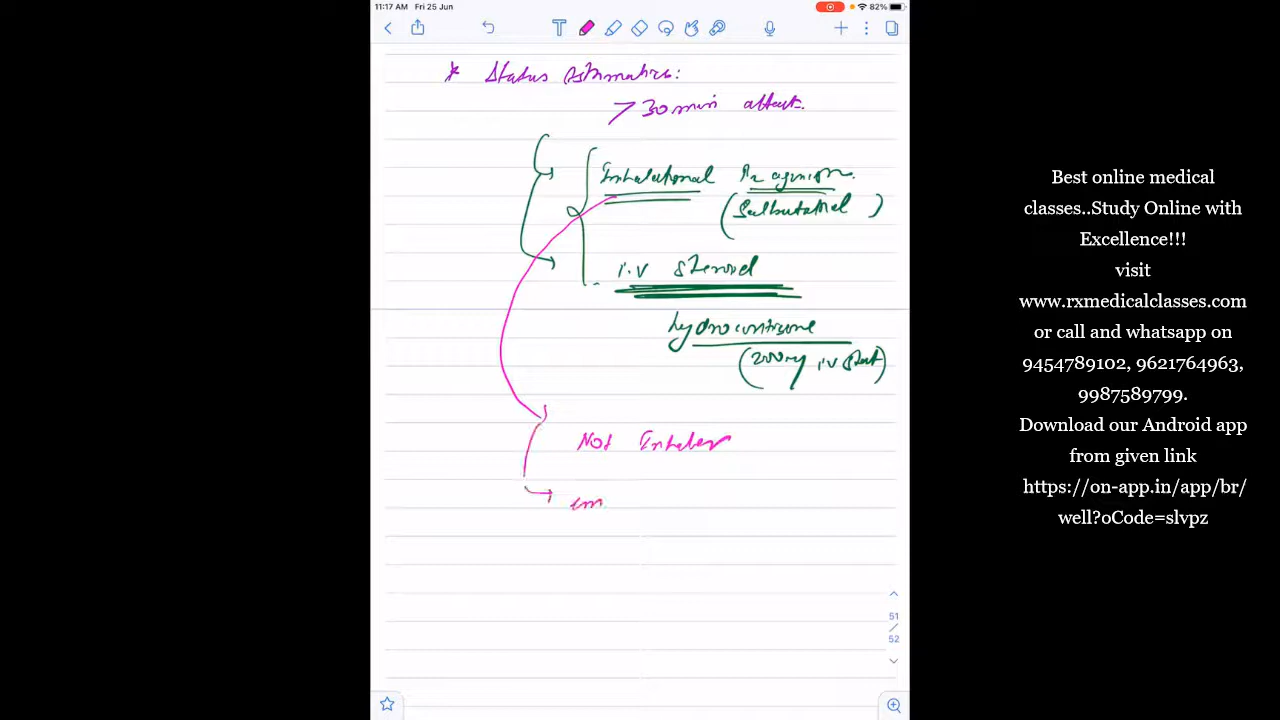 11:17 AM Fri 25 Jun
82%
T
* Status Asthmaticus:
> 30 min attack.
Inhalational β2 agonism.
(Salbutamol)
i.v steroid
hydrocortisone
(200mg i.v stat)
Not Inhaler
51
/
52
Best online medical
classes..Study Online with
Excellence!!!
visit
www.rxmedicalclasses.com
or call and whatsapp on
9454789102, 9621764963,
9987589799.
Download our Android app
from given link
https://on-app.in/app/br/
well?oCode=slvpz